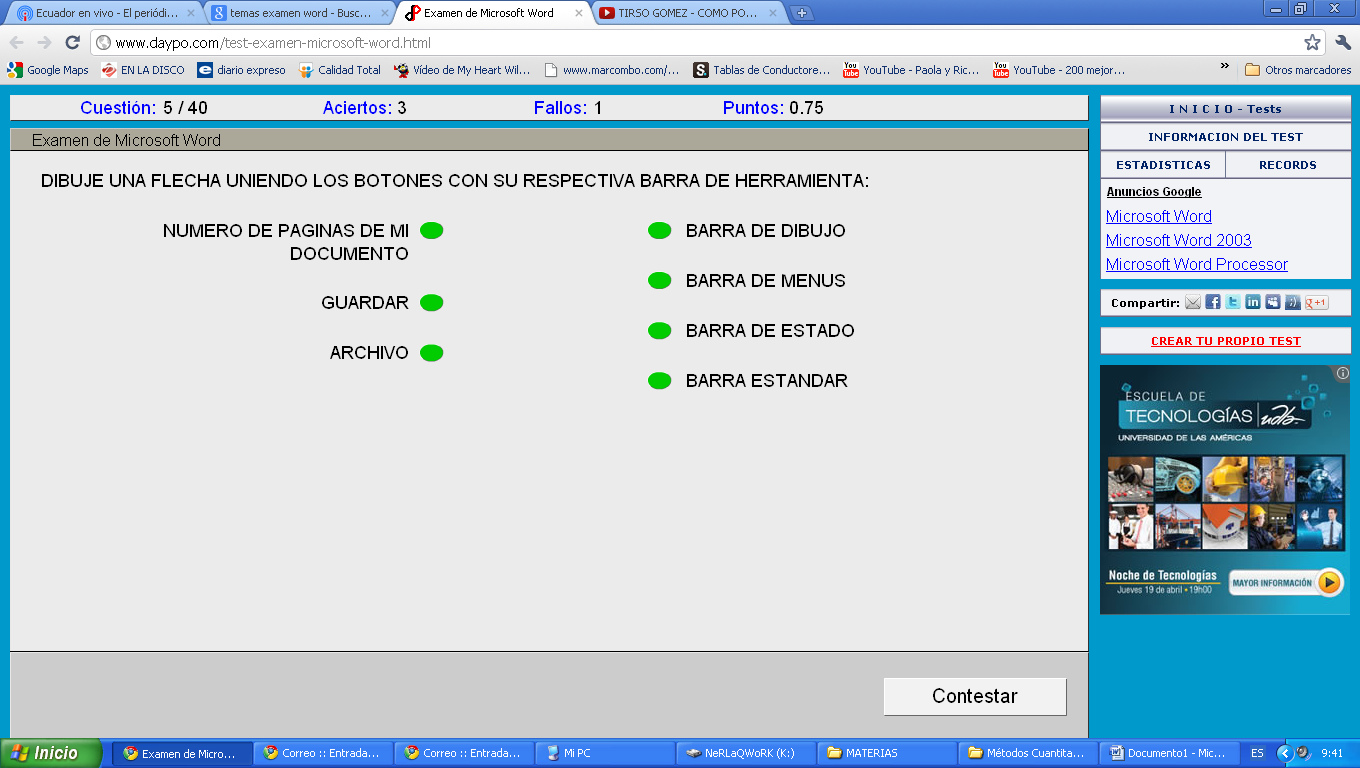 Ecuador en vivo - El periódi...
temas examen word - Busc...
Examen de Microsoft Word
TIRSO GOMEZ - COMO PO...
www.daypo.com/test-examen-microsoft-word.html
Google Maps
EN LA DISCO
diario expreso
Calidad Total
Vídeo de My Heart Wil...
www.marcombo.com/...
Tablas de Conductore...
YouTube - Paola y Ric...
YouTube - 200 mejor...
»
Otros marcadores
Cuestión: 5 / 40 Aciertos: 3 Fallos: 1 Puntos: 0.75
Examen de Microsoft Word
DIBUJE UNA FLECHA UNIENDO LOS BOTONES CON SU RESPECTIVA BARRA DE HERRAMIENTA:
NUMERO DE PAGINAS DE MI
DOCUMENTO
GUARDAR
ARCHIVO
BARRA DE DIBUJO
BARRA DE MENUS
BARRA DE ESTADO
BARRA ESTANDAR
Contestar
I N I C I O - Tests
INFORMACION DEL TEST
ESTADISTICAS RECORDS
Anuncios Google
Microsoft Word
Microsoft Word 2003
Microsoft Word Processor
Compartir:
+1
CREAR TU PROPIO TEST
ESCUELA DE
TECNOLOGÍAS udla
UNIVERSIDAD DE LAS AMÉRICAS
Noche de Tecnologías
Jueves 19 de abril • 19h00
MAYOR INFORMACIÓN
Inicio
Examen de Micro...
Correo :: Entrada...
Correo :: Entrada...
Mi PC
NeRLaQWoRK (K:)
MATERIAS
Métodos Cuantita...
Documento1 - Mic...
ES
9:41